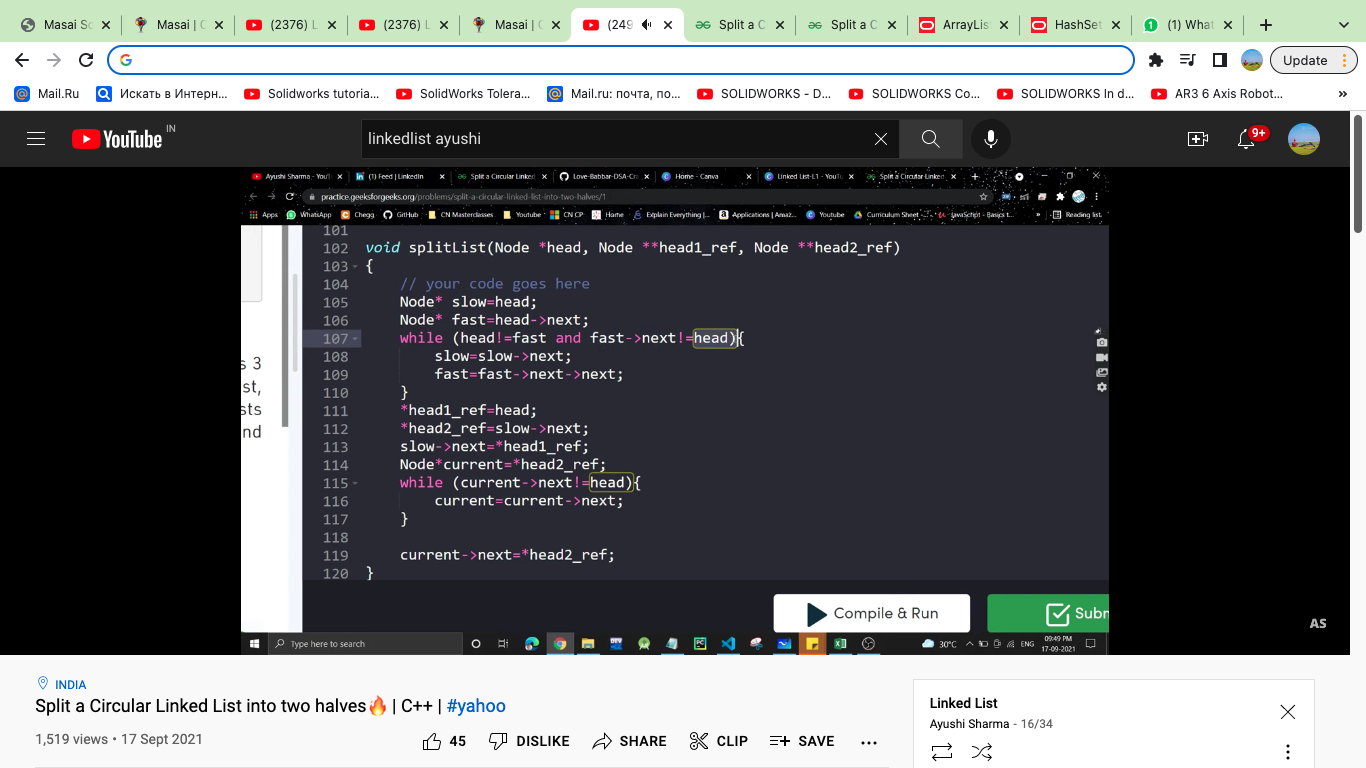 Masai Sc
Masai | C
(2376) L
(2376) L
Masai | C
(249
Split a C
Split a C
ArrayLis
HashSet
(1) What
Update
Mail.Ru
Искать в Интерн...
Solidworks tutoria...
SolidWorks Tolera...
Mail.ru: почта, по...
SOLIDWORKS - D...
SOLIDWORKS Co...
SOLIDWORKS In d...
AR3 6 Axis Robot...
»
YouTube IN
linkedlist ayushi
9+
Ayushi Sharma - YouTu
(1) Feed | LinkedIn
Split a Circular Linked
Love-Babbar-DSA-Cra
Home - Canva
Linked List-L1 - YouTu
Split a Circular Linked
practice.geeksforgeeks.org/problems/split-a-circular-linked-list-into-two-halves/1
Apps
WhatsApp
Chegg
GitHub
CN Masterclasses
Youtube
CN CP
Home
Explain Everything |...
Applications | Amaz...
Youtube
Curriculum Sheet -...
JavaScript - Basics t...
»
Reading list
101
102 void splitList(Node *head, Node **head1_ref, Node **head2_ref)
103 {
104 // your code goes here
105 Node* slow=head;
106 Node* fast=head->next;
107 while (head!=fast and fast->next!=head){
108 slow=slow->next;
109 fast=fast->next->next;
110 }
111 *head1_ref=head;
112 *head2_ref=slow->next;
113 slow->next=*head1_ref;
114 Node*current=*head2_ref;
115 while (current->next!=head){
116 current=current->next;
117 }
118
119 current->next=*head2_ref;
120 }
s 3
st,
sts
nd
Compile & Run
Subm
AS
Type here to search
30°C
ENG
09:49 PM
17-09-2021
INDIA
Split a Circular Linked List into two halves🔥 | C++ | #yahoo
1,519 views • 17 Sept 2021
45
DISLIKE
SHARE
CLIP
SAVE
Linked List
Ayushi Sharma - 16/34